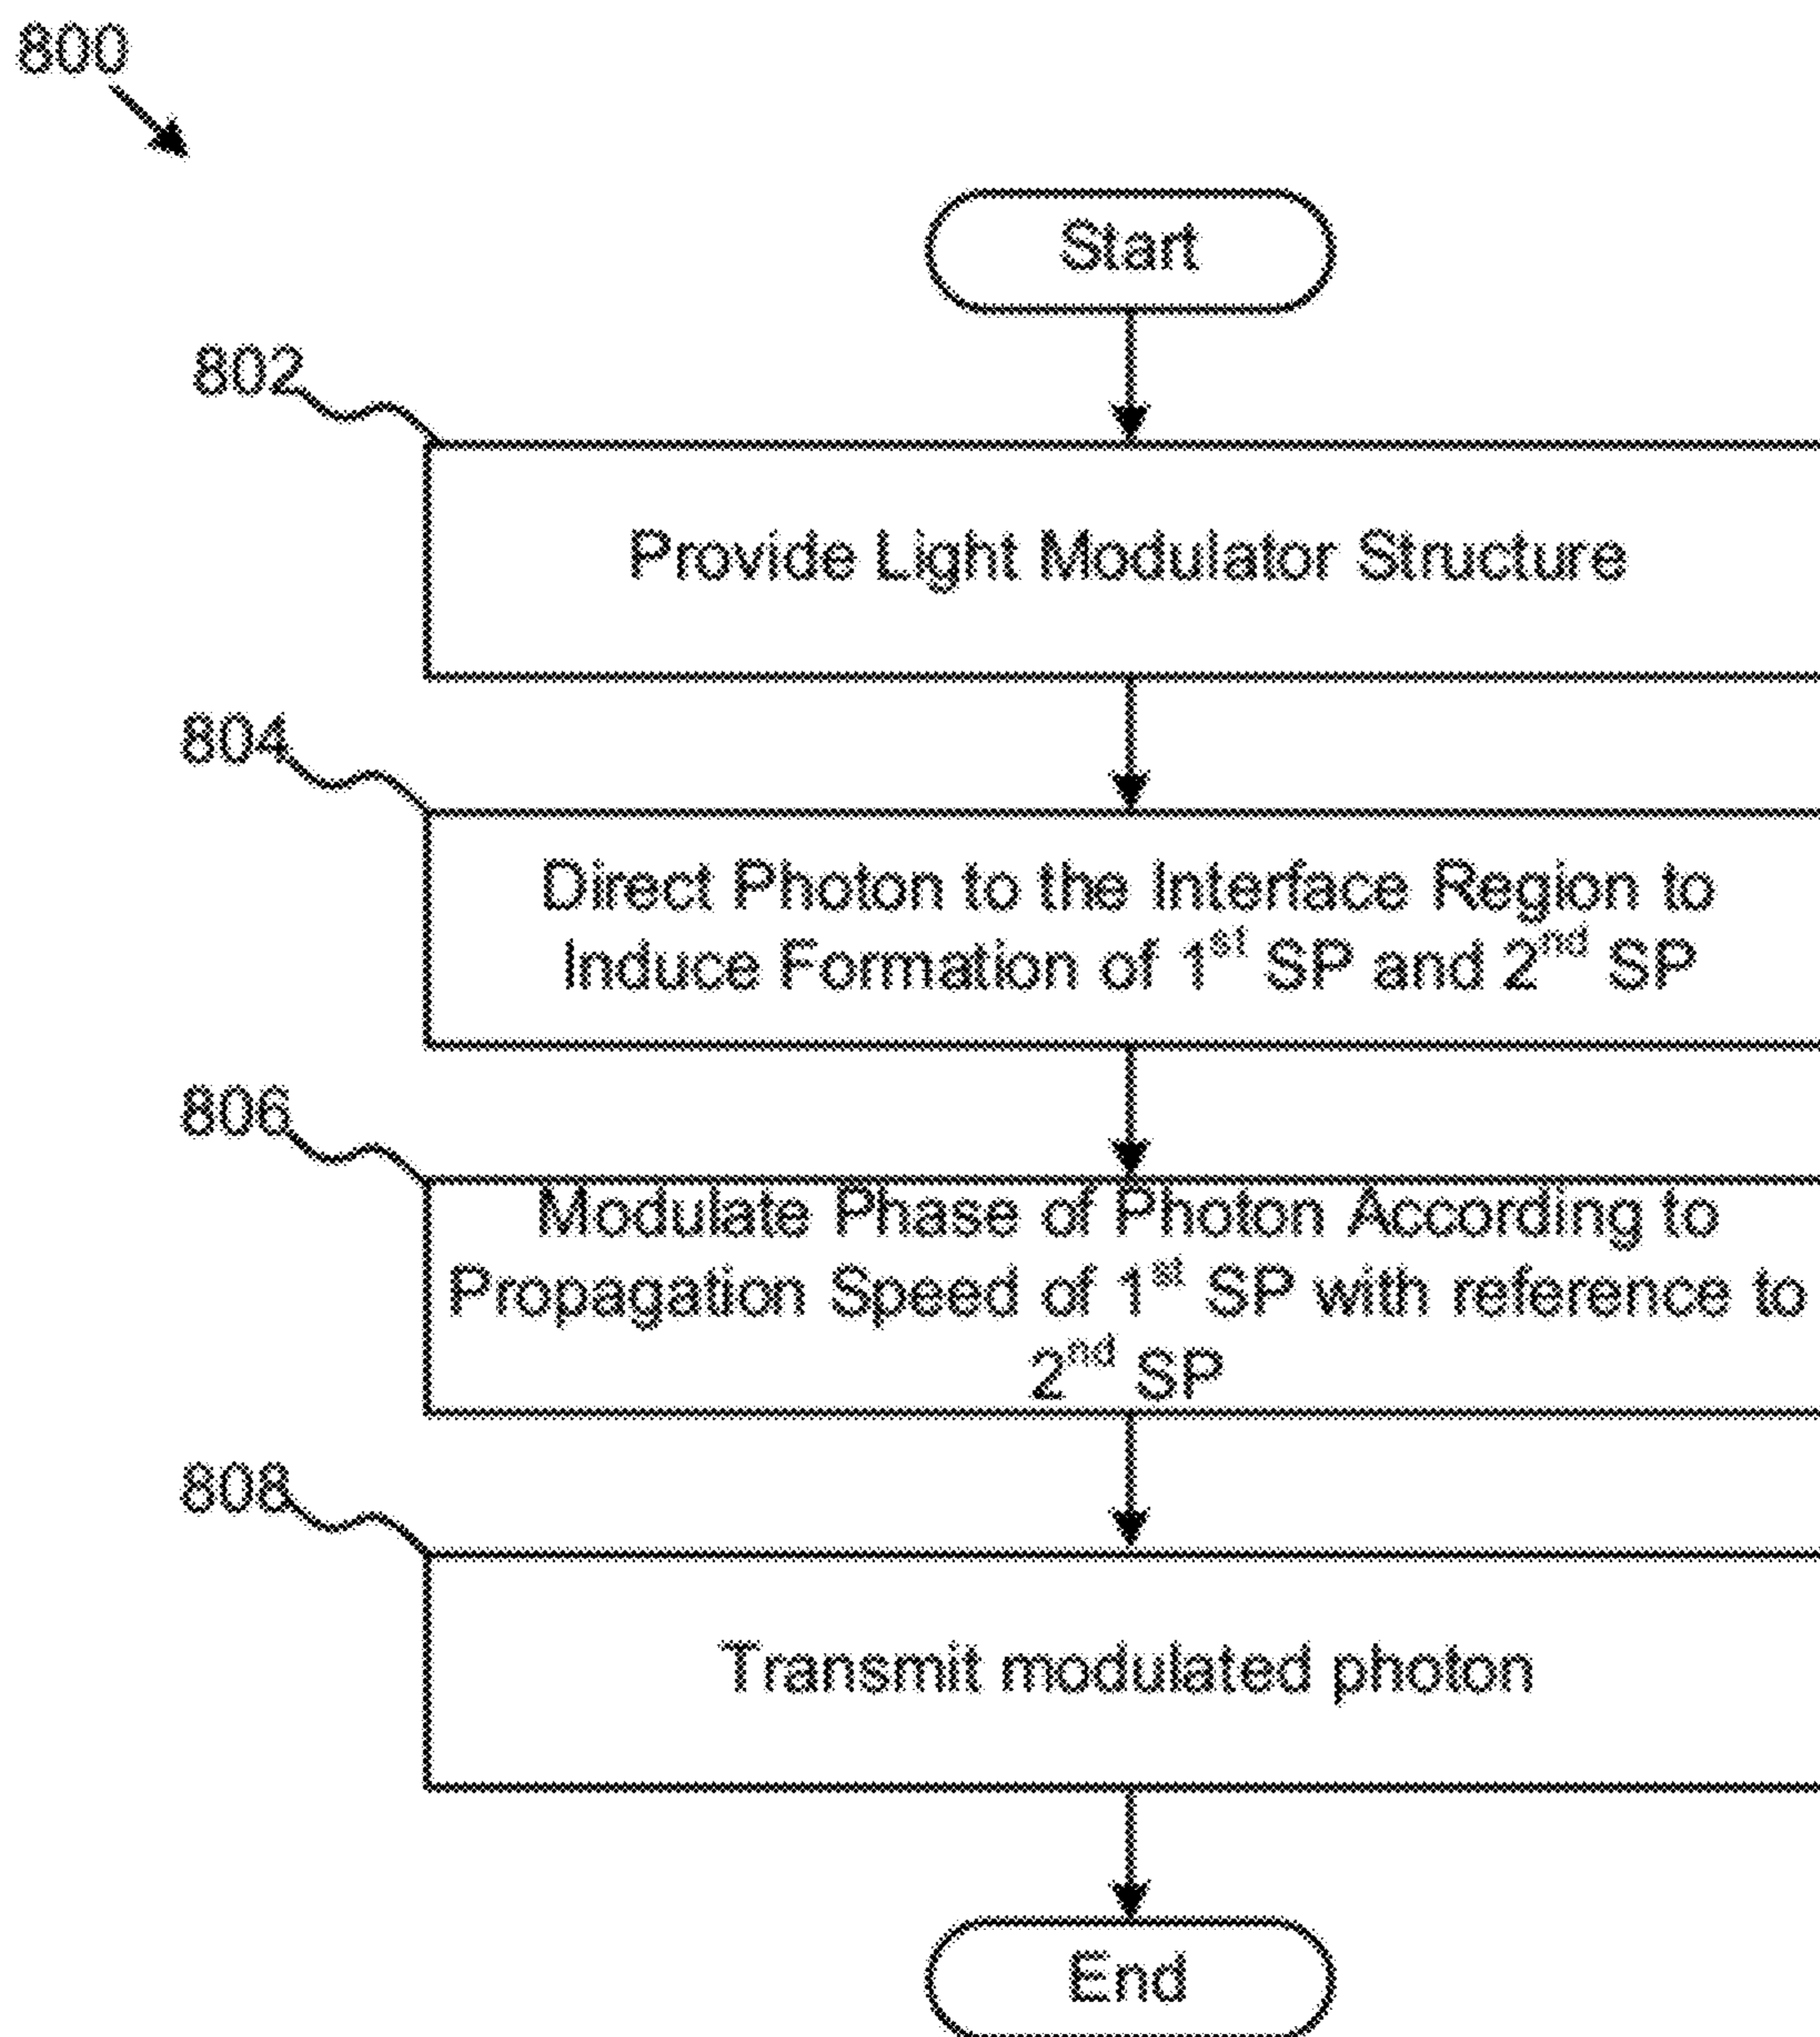 800
Start
802
Provide Light Modulator Structure
804
Direct Photon to the Interface Region to
Induce Formation of 1st SP and 2nd SP
806
Modulate Phase of Photon According to
Propagation Speed of 1st SP with reference to
2nd SP
808
Transmit modulated photon
End